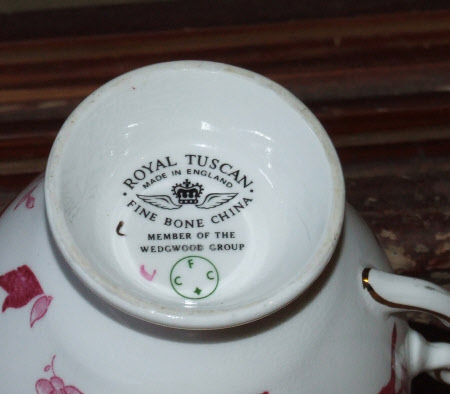 · ROYAL TUSCAN ·
MADE IN ENGLAND
FINE BONE CHINA
MEMBER OF THE
WEDGWOOD GROUP
F
C C